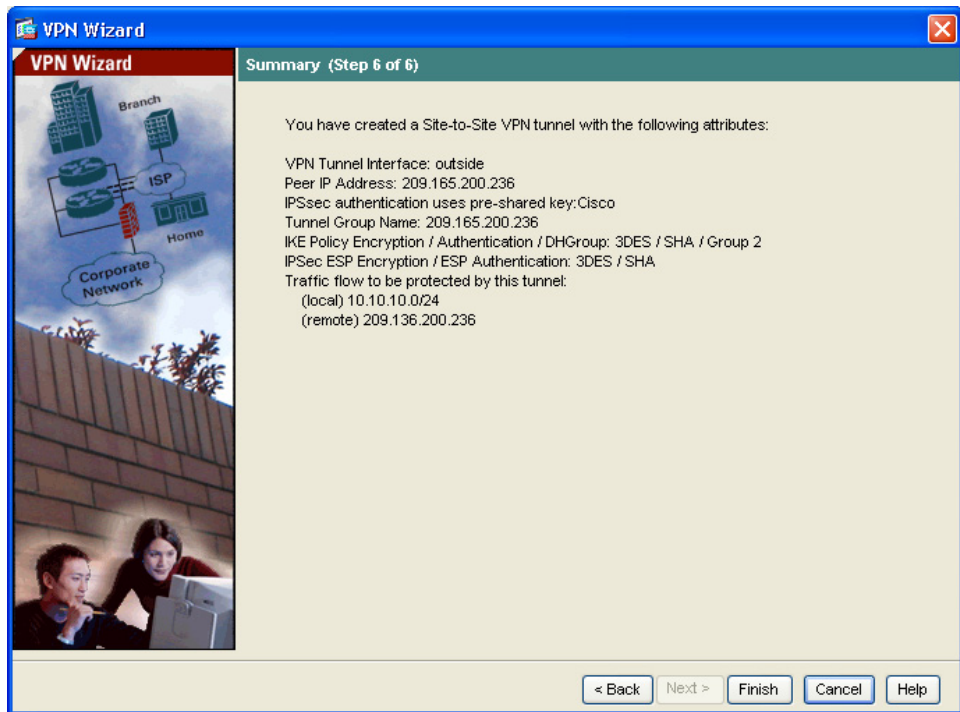 VPN Wizard
VPN Wizard
Summary (Step 6 of 6)
Branch
ISP
Home
Corporate
Network
You have created a Site-to-Site VPN tunnel with the following attributes:
VPN Tunnel Interface: outside
Peer IP Address: 209.165.200.236
IPSsec authentication uses pre-shared key:Cisco
Tunnel Group Name: 209.165.200.236
IKE Policy Encryption / Authentication / DHGroup: 3DES / SHA / Group 2
IPSec ESP Encryption / ESP Authentication: 3DES / SHA
Traffic flow to be protected by this tunnel:
(local) 10.10.10.0/24
(remote) 209.136.200.236
< Back
Next >
Finish
Cancel
Help